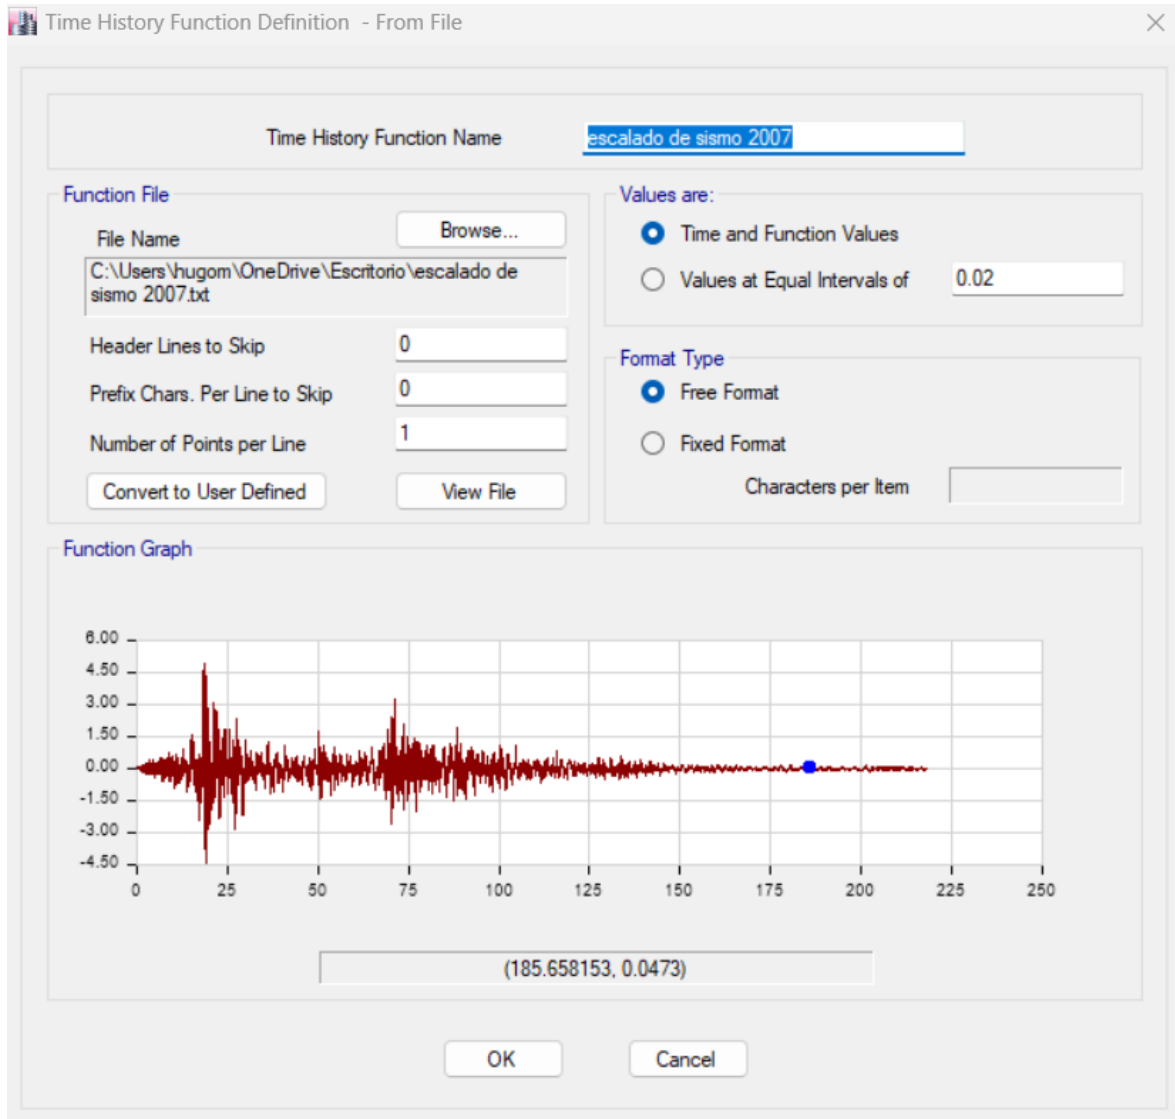 Time History Function Definition - From File
Time History Function Name
escalado de sismo 2007
Function File
File Name
Browse...
C:\Users\hugom\OneDrive\Escritorio\escalado de
sismo 2007.txt
Header Lines to Skip
0
Prefix Chars. Per Line to Skip
0
Number of Points per Line
1
Convert to User Defined
View File
Values are:
Time and Function Values
Values at Equal Intervals of
0.02
Format Type
Free Format
Fixed Format
Characters per Item
Function Graph
6.00
4.50
3.00
1.50
0.00
-1.50
-3.00
-4.50
0 25 50 75 100 125 150 175 200 225 250
(185.658153, 0.0473)
OK
Cancel